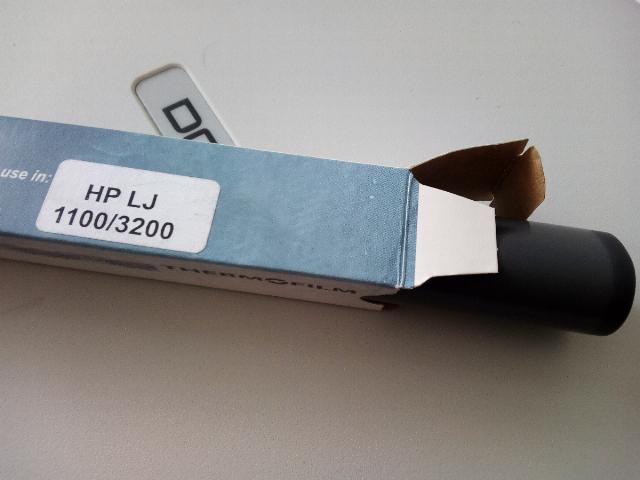 use in:
HP LJ
1100/3200
THERMOFILM